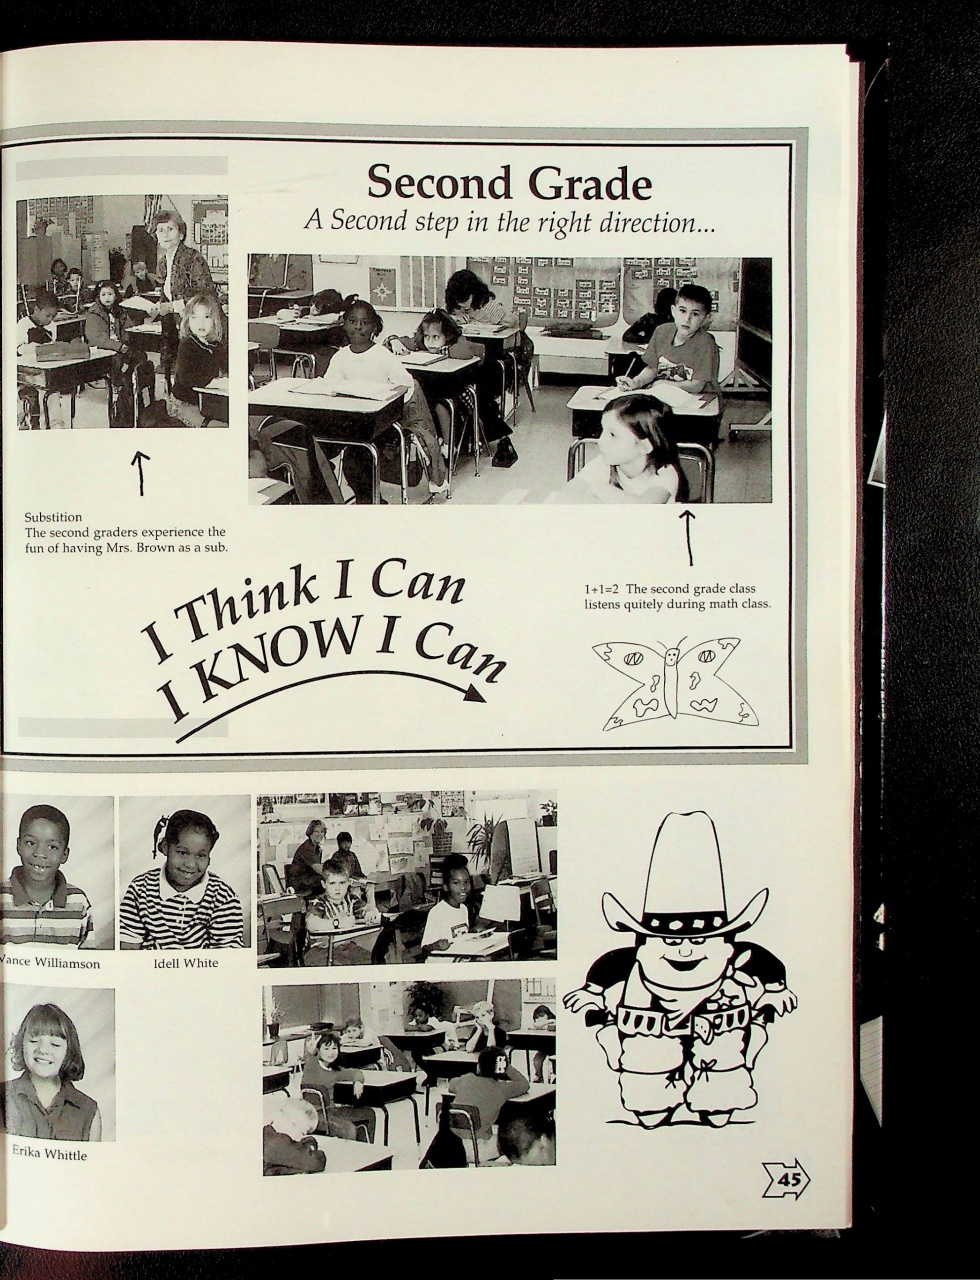 Second Grade
A Second step in the right direction...
Substition
The second graders experience the
fun of having Mrs. Brown as a sub.
1+1=2 The second grade class
listens quitely during math class.
I Think I Can
I KNOW I Can
Vance Williamson
Idell White
Erika Whittle
45